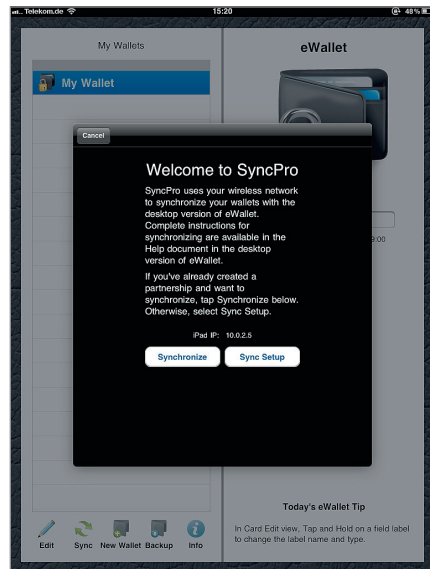 Telekom.de 15:20 48%
My Wallets
eWallet
My Wallet
Cancel
Welcome to SyncPro
SyncPro uses your wireless network
to synchronize your wallets with the
desktop version of eWallet.
Complete instructions for
synchronizing are available in the
Help document in the desktop
version of eWallet.
If you've already created a
partnership and want to
synchronize, tap Synchronize below.
Otherwise, select Sync Setup.
iPad IP: 10.0.2.5
Synchronize Sync Setup
9:00
Today's eWallet Tip
In Card Edit view, Tap and Hold on a field label
to change the label name and type.
Edit Sync New Wallet Backup Info